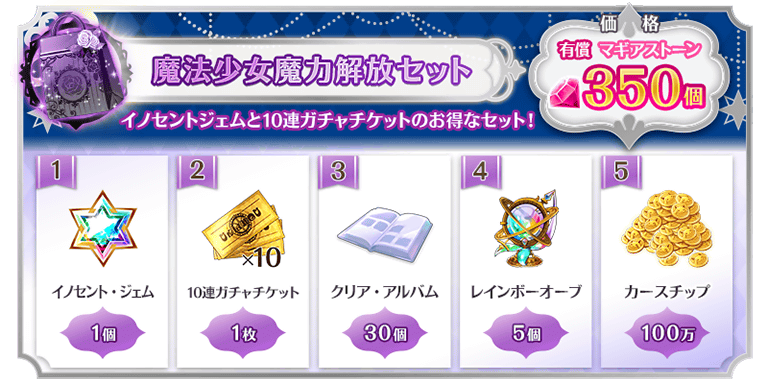 価格
魔法少女魔力解放セット
有償 マギアストーン
350個
イノセントジェムと10連ガチャチケットのお得なセット!
1
2
3
4
5
×10
イノセント・ジェム
10連ガチャチケット
クリア・アルバム
レインボーオーブ
カースチップ
1個
1枚
30個
5個
100万